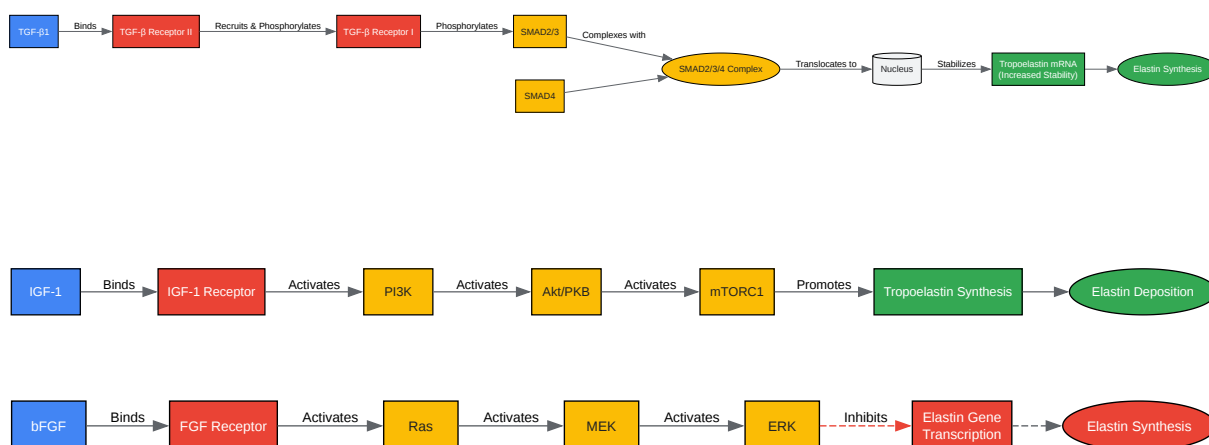 TGF-β1
Binds
TGF-β Receptor II
Recruits & Phosphorylates
TGF-β Receptor I
Phosphorylates
SMAD2/3
Complexes with
SMAD4
SMAD2/3/4 Complex
Translocates to
Nucleus
Stabilizes
Tropoelastin mRNA
(Increased Stability)
Elastin Synthesis
IGF-1
Binds
IGF-1 Receptor
Activates
PI3K
Activates
Akt/PKB
Activates
mTORC1
Promotes
Tropoelastin Synthesis
Elastin Deposition
bFGF
Binds
FGF Receptor
Activates
Ras
Activates
MEK
Activates
ERK
Inhibits
Elastin Gene
Transcription
Elastin Synthesis